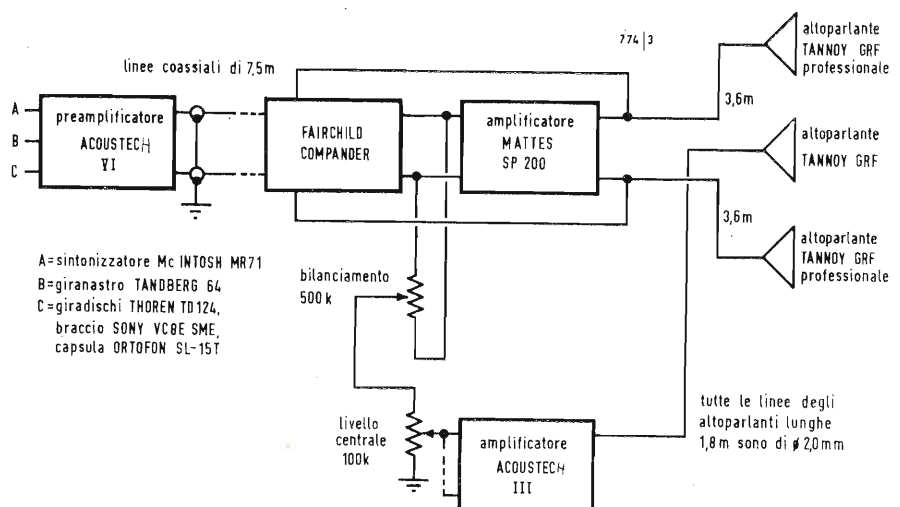 774|3
linee coassiali di 7,5m
A
B
C
preamplificatore
ACOUSTECH
VI
FAIRCHILD
COMPANDER
amplificatore
MATTES
SP 200
3,6m
altoparlante
TANNOY GRF
professionale
altoparlante
TANNOY GRF
3,6m
altoparlante
TANNOY GRF
professionale
A=sintonizzatore Mc INTOSH MR71
B=giranastro TANDBERG 64
C=giradischi THOREN TD124,
braccio SONY VC8E SME,
capsula ORTOFON SL-15T
bilanciamento
500k
livello
centrale
100k
amplificatore
ACOUSTECH
III
tutte le linee degli
altoparlanti lunghe
1,8m sono di ø 2,0mm